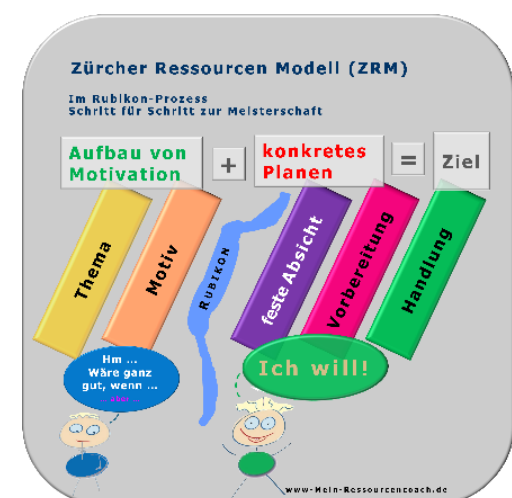 Zürcher Ressourcen Modell (ZRM)
Im Rubikon-Prozess
Schritt für Schritt zur Meisterschaft
Aufbau von
Motivation
+
konkretes
Planen
=
Ziel
Thema
Motiv
RUBIKON
feste Absicht
Vorbereitung
Handlung
Hm ...
Wäre ganz
gut, wenn ...
Ich will!
www-Mein-Ressourcencoach.de